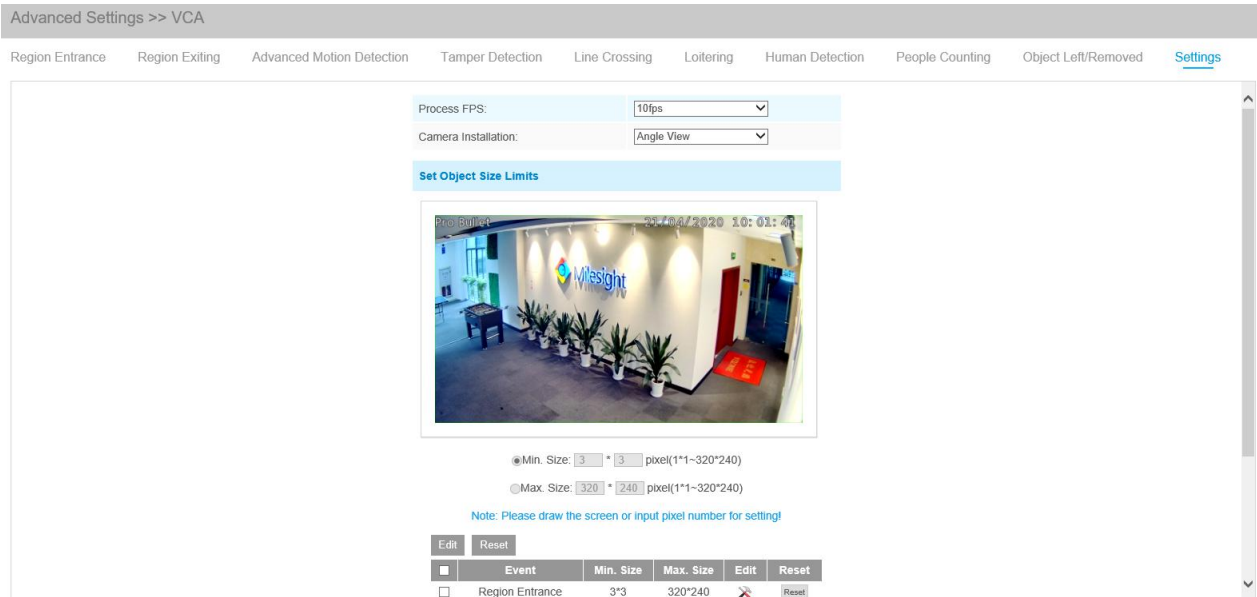 Advanced Settings >> VCA
Region Entrance Region Exiting Advanced Motion Detection Tamper Detection Line Crossing Loitering Human Detection People Counting Object Left/Removed Settings
Process FPS: 10fps
Camera Installation: Angle View
Set Object Size Limits
Pro Bullet 21/04/2020 10:01:41
Milesight
Min. Size: 3 * 3 pixel(1*1~320*240)
Max. Size: 320 * 240 pixel(1*1~320*240)
Note: Please draw the screen or input pixel number for setting!
Edit Reset
Event Min. Size Max. Size Edit Reset
Region Entrance 3*3 320*240 Reset